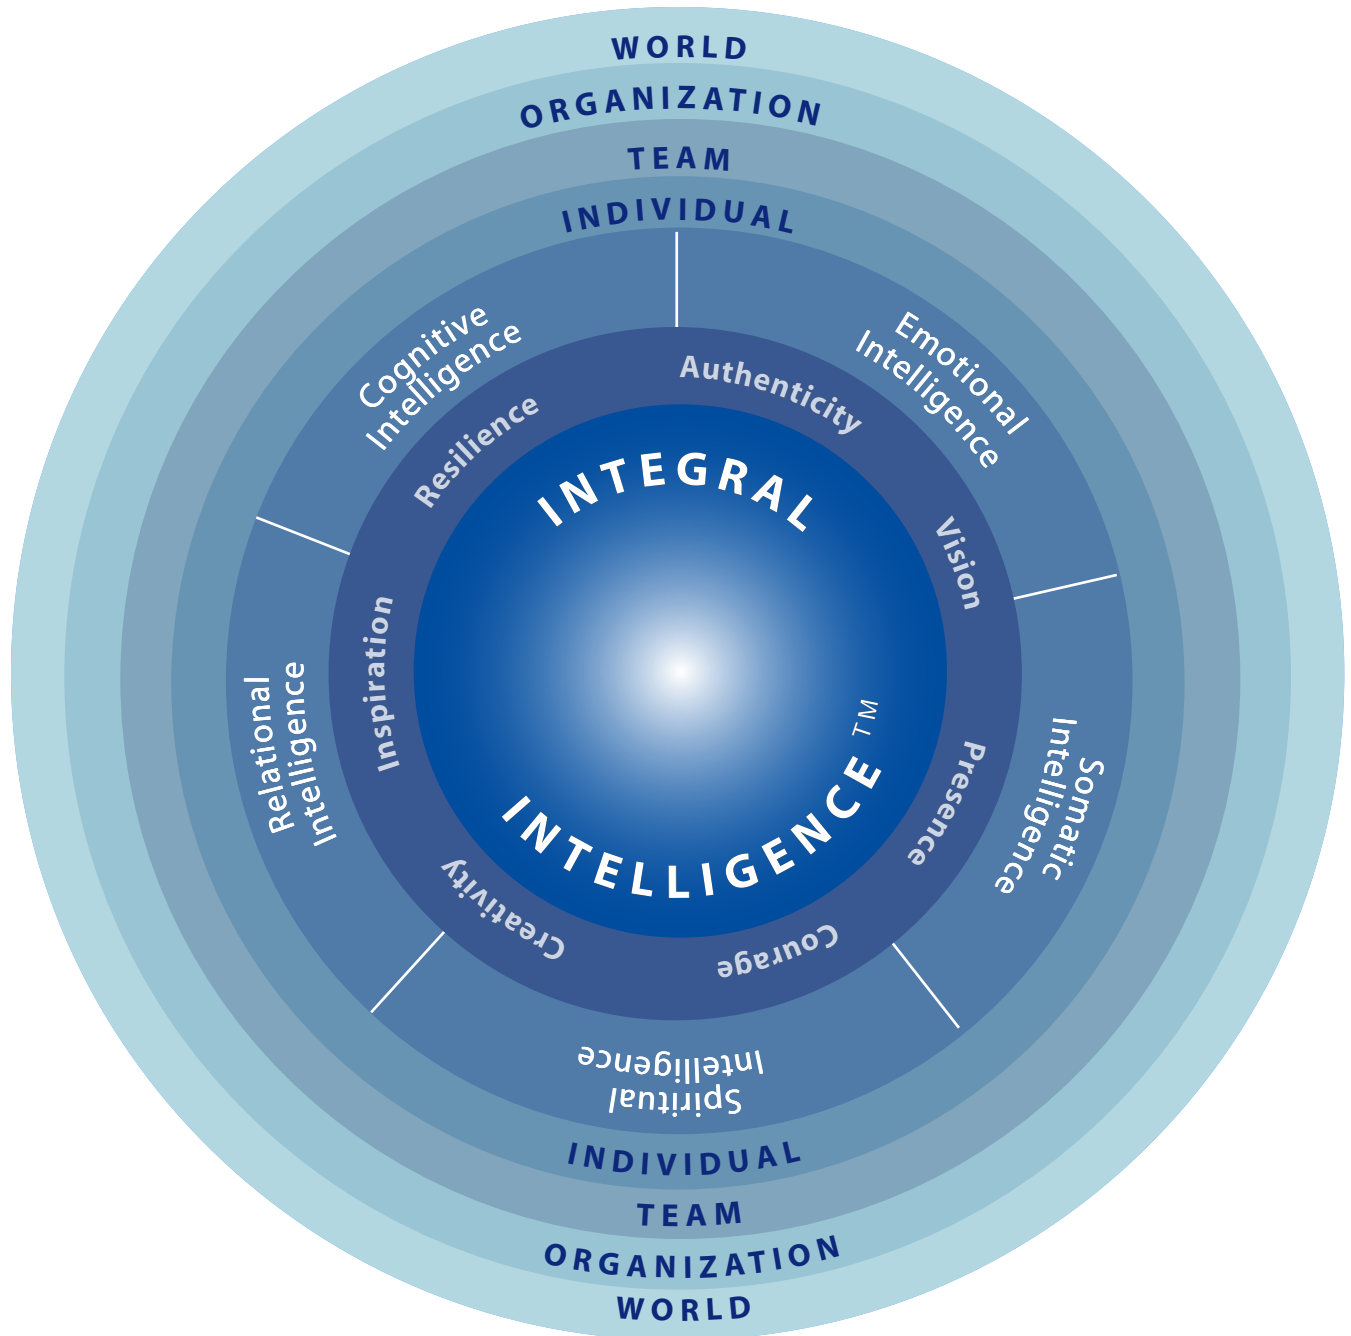 WORLD
ORGANIZATION
TEAM
INDIVIDUAL
Cognitive
Intelligence
Emotional
Intelligence
Somatic
Intelligence
Spiritual
Intelligence
Relational
Intelligence
Resilience
Authenticity
Vision
Presence
Courage
Creativity
Inspiration
INTEGRAL
INTELLIGENCE TM
INDIVIDUAL
TEAM
ORGANIZATION
WORLD